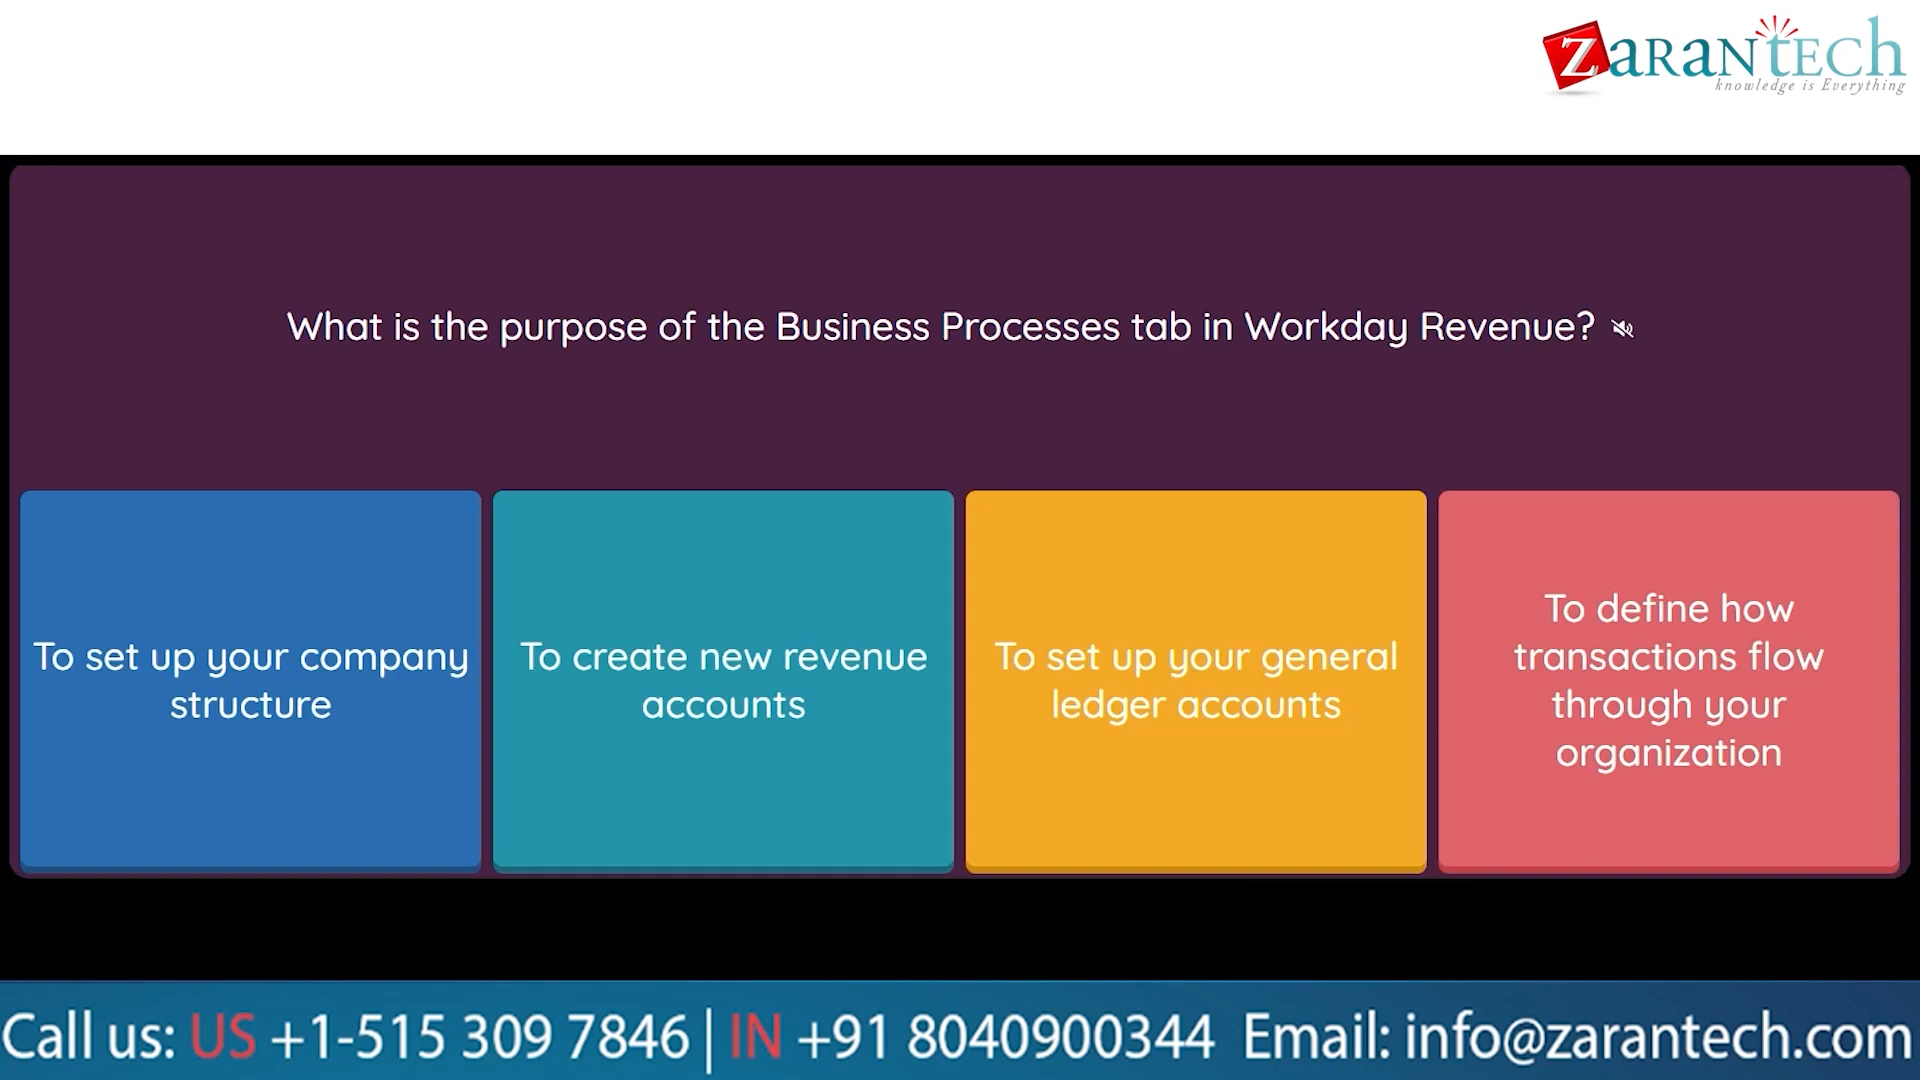 ZARANTECH
knowledge is Everything
What is the purpose of the Business Processes tab in Workday Revenue?
To set up your company
structure
To create new revenue
accounts
To set up your general
ledger accounts
To define how
transactions flow
through your
organization
Call us: US +1-515 309 7846 | IN +91 8040900344 Email: info@zarantech.com